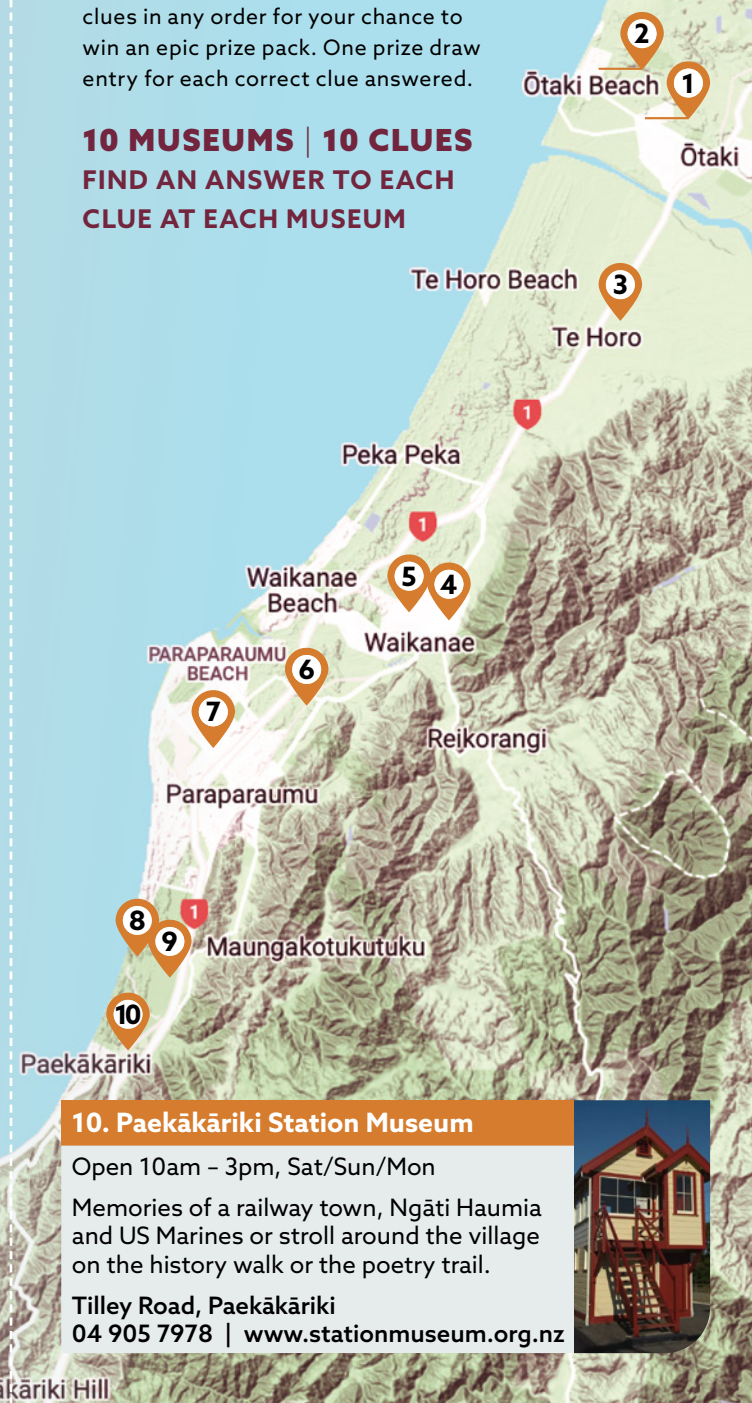 clues in any order for your chance to
win an epic prize pack. One prize draw
entry for each correct clue answered.
10 MUSEUMS | 10 CLUES
FIND AN ANSWER TO EACH
CLUE AT EACH MUSEUM
2
Ōtaki Beach
1
Ōtaki
Te Horo Beach
3
Te Horo
1
Peka Peka
1
Waikanae
Beach
5
4
Waikanae
PARAPARAUMU
BEACH
6
7
Reikorangi
Paraparaumu
8
1
9
Maungakotukutuku
10
Paekākāriki
10. Paekākāriki Station Museum
Open 10am – 3pm, Sat/Sun/Mon
Memories of a railway town, Ngāti Haumia
and US Marines or stroll around the village
on the history walk or the poetry trail.
Tilley Road, Paekākāriki
04 905 7978 | www.stationmuseum.org.nz
Hill